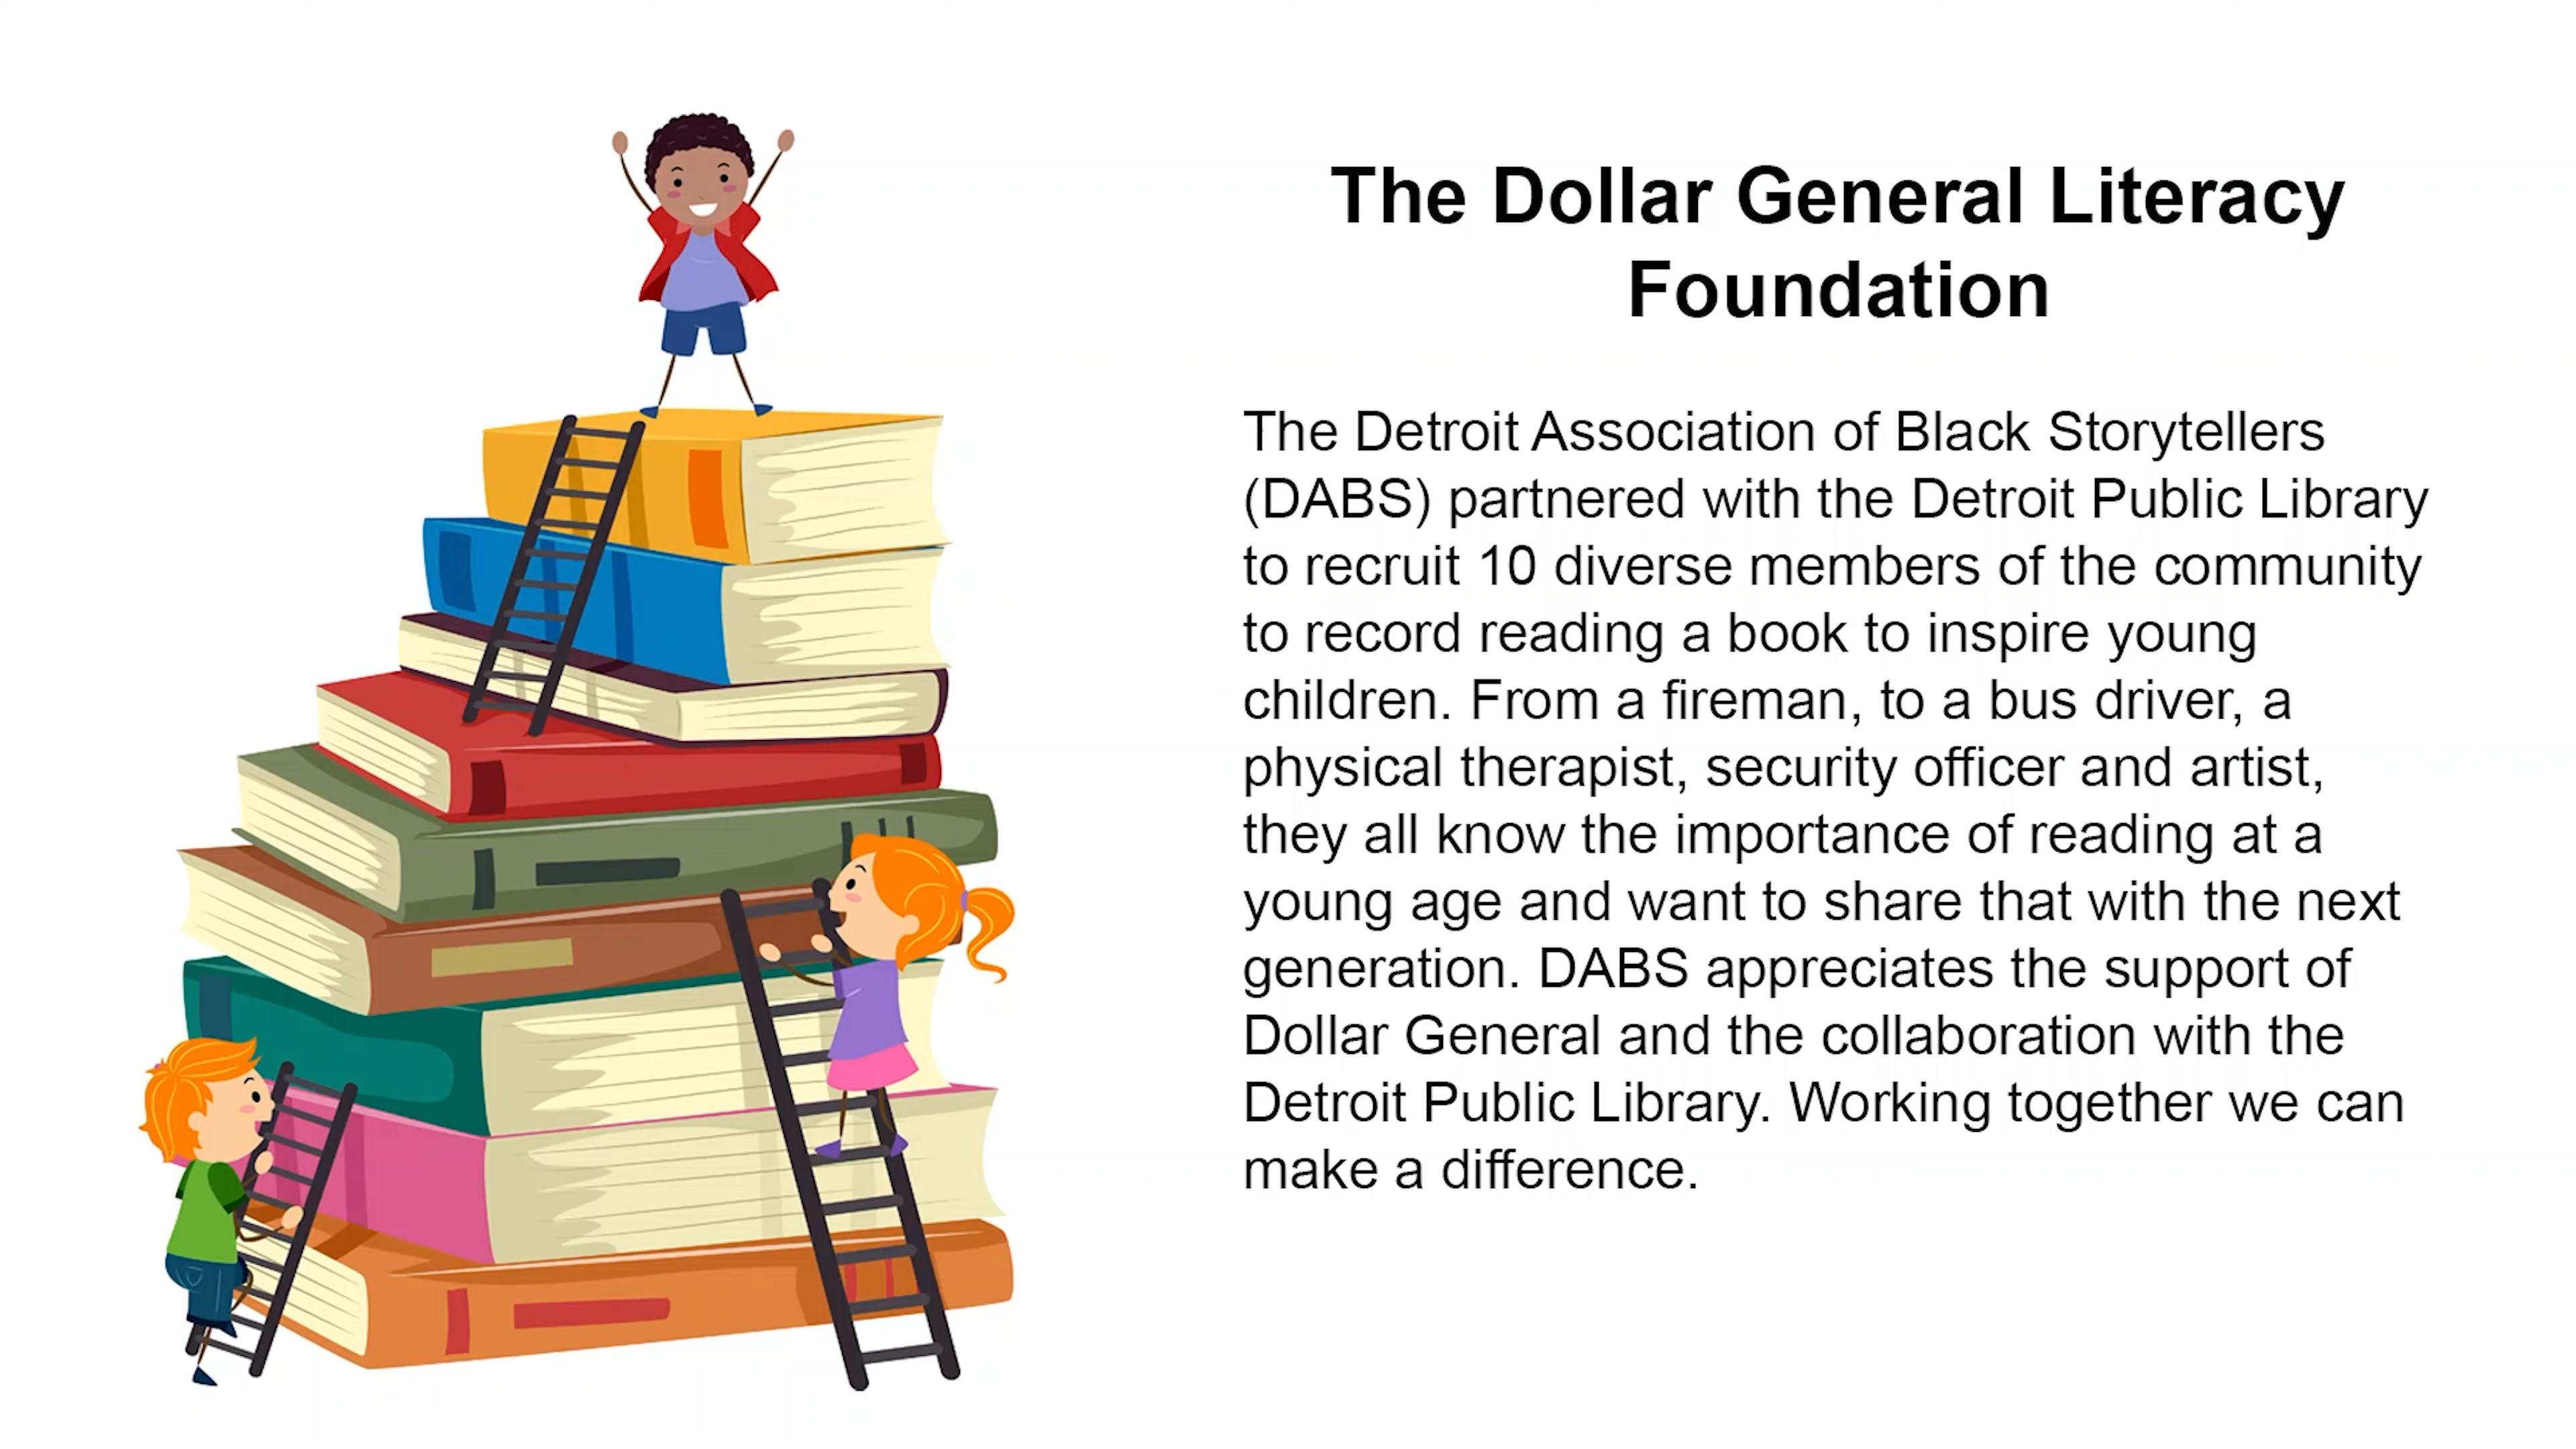 The Dollar General Literacy
Foundation
The Detroit Association of Black Storytellers
(DABS) partnered with the Detroit Public Library
to recruit 10 diverse members of the community
to record reading a book to inspire young
children. From a fireman, to a bus driver, a
physical therapist, security officer and artist,
they all know the importance of reading at a
young age and want to share that with the next
generation. DABS appreciates the support of
Dollar General and the collaboration with the
Detroit Public Library. Working together we can
make a difference.